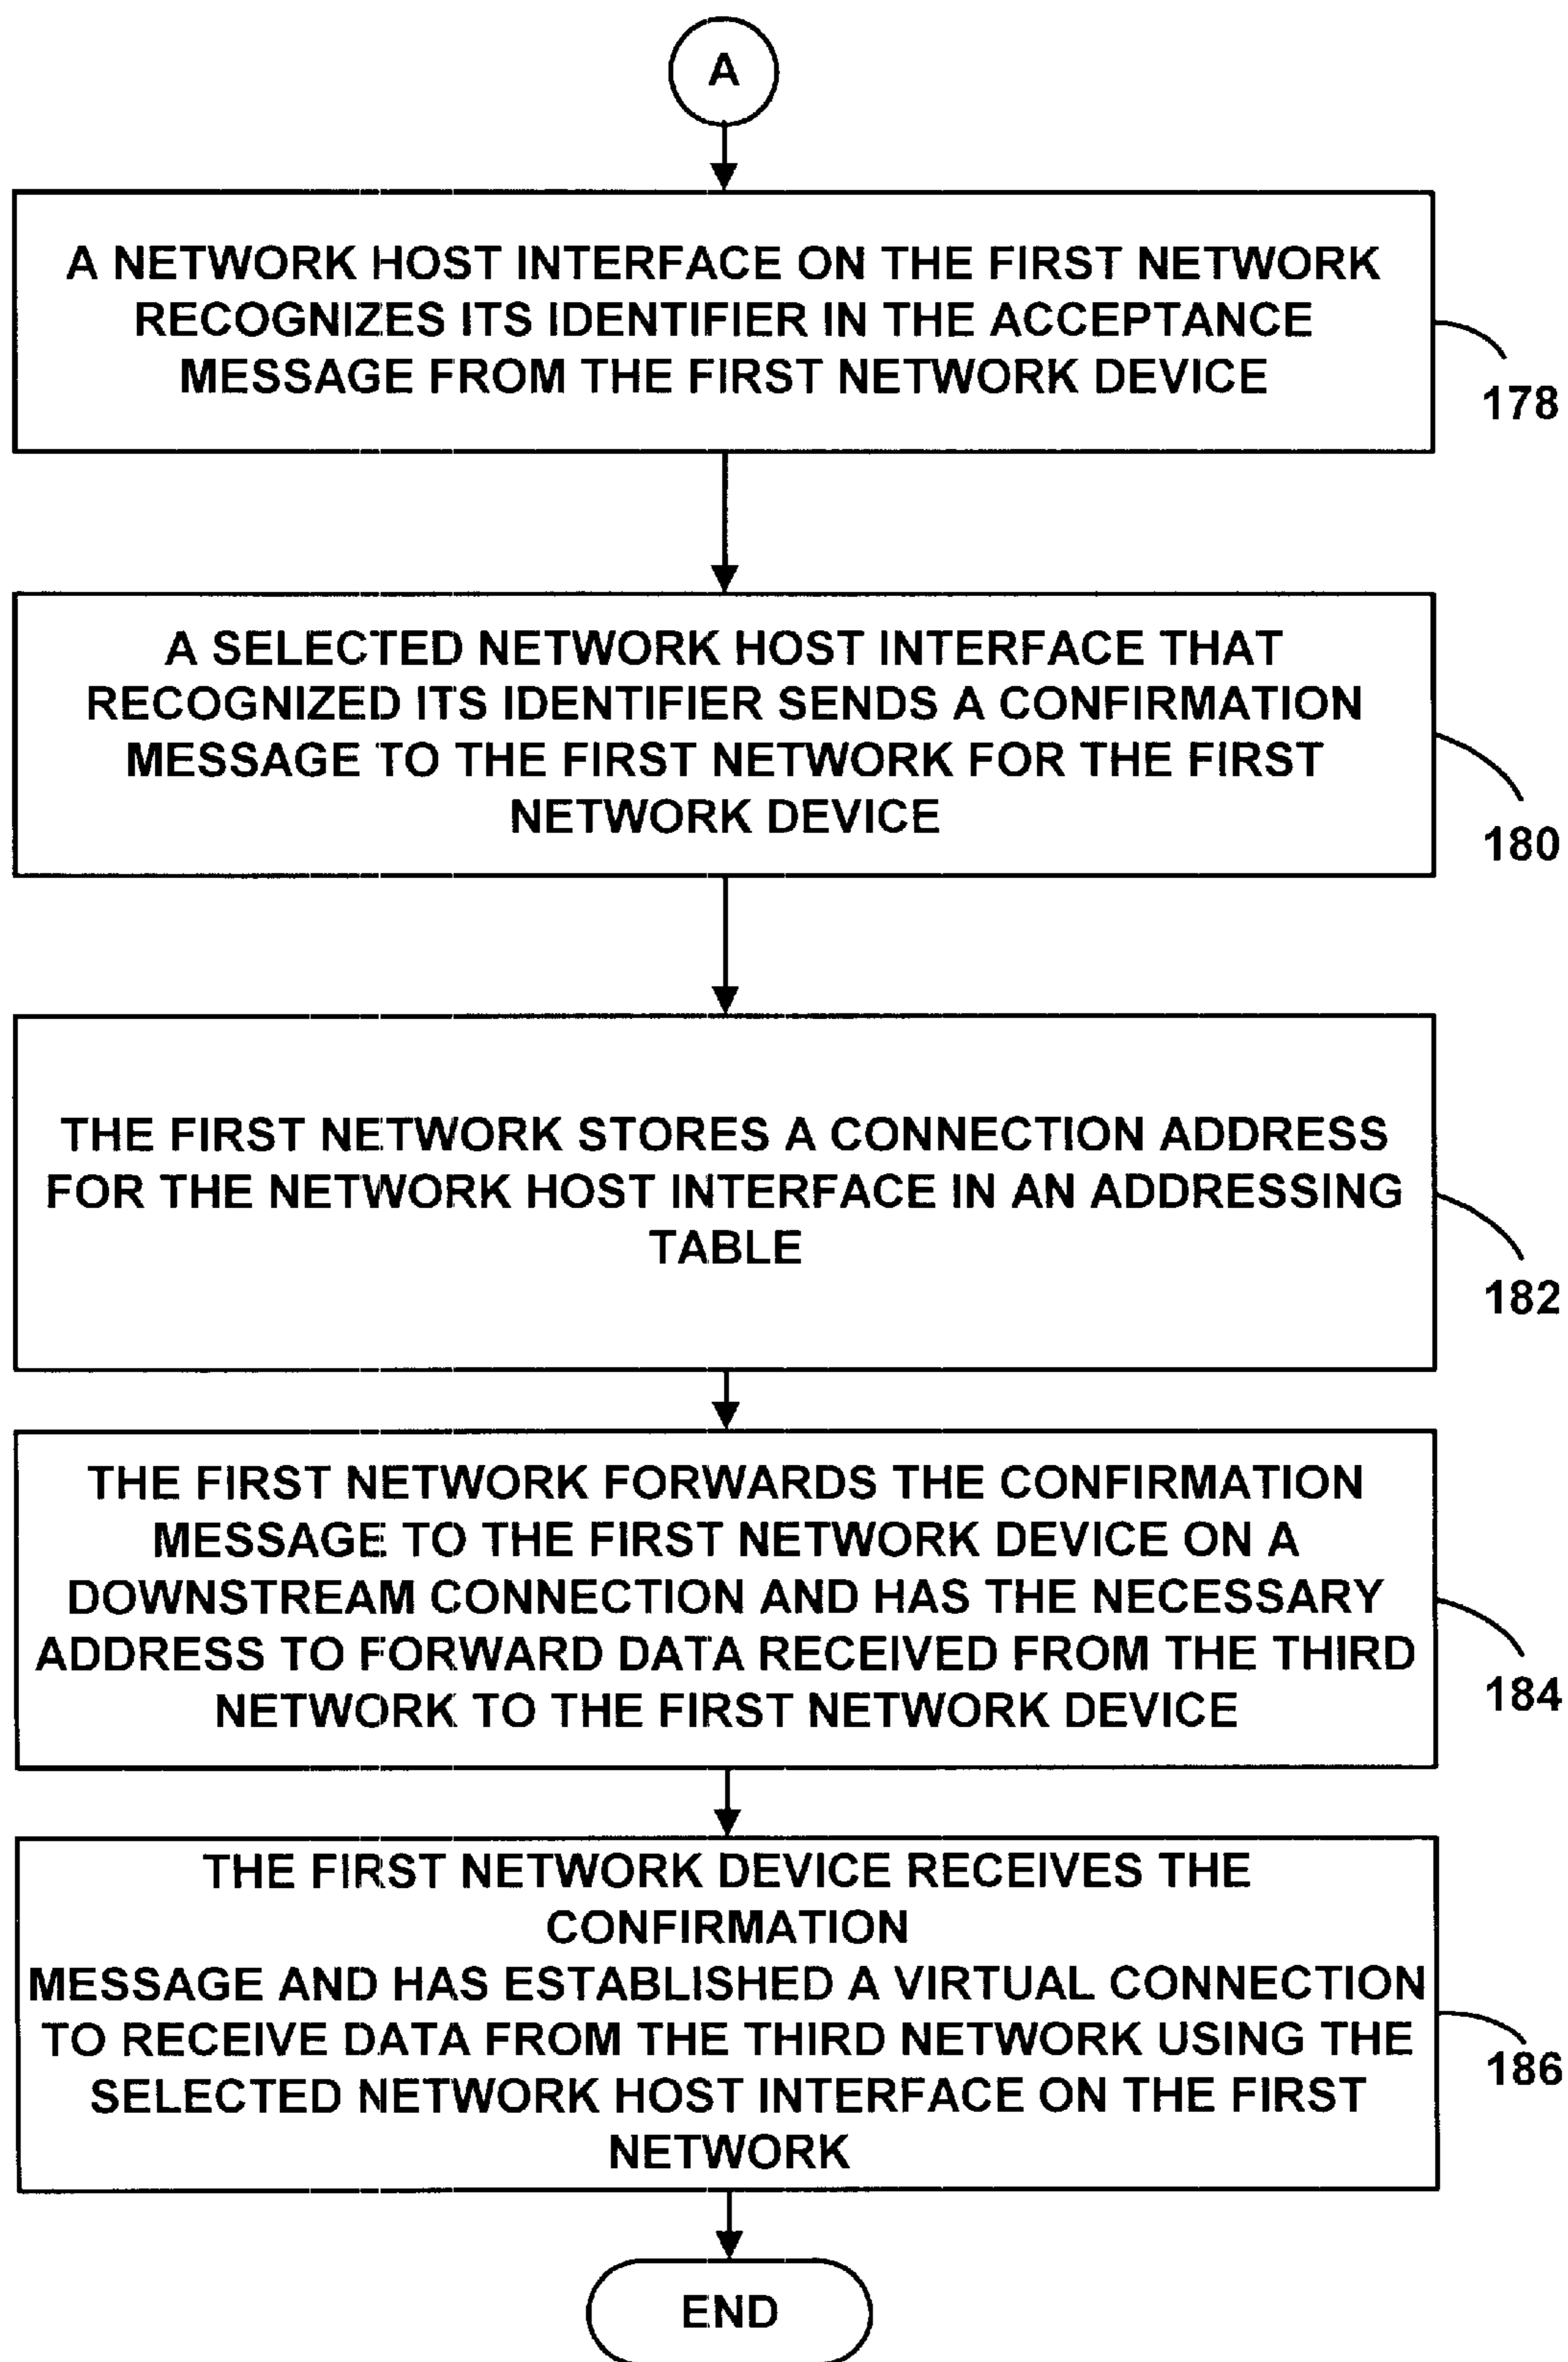 A
A NETWORK HOST INTERFACE ON THE FIRST NETWORK
RECOGNIZES ITS IDENTIFIER IN THE ACCEPTANCE
MESSAGE FROM THE FIRST NETWORK DEVICE
178
A SELECTED NETWORK HOST INTERFACE THAT
RECOGNIZED ITS IDENTIFIER SENDS A CONFIRMATION
MESSAGE TO THE FIRST NETWORK FOR THE FIRST
NETWORK DEVICE
180
THE FIRST NETWORK STORES A CONNECTION ADDRESS
FOR THE NETWORK HOST INTERFACE IN AN ADDRESSING
TABLE
182
THE FIRST NETWORK FORWARDS THE CONFIRMATION
MESSAGE TO THE FIRST NETWORK DEVICE ON A
DOWNSTREAM CONNECTION AND HAS THE NECESSARY
ADDRESS TO FORWARD DATA RECEIVED FROM THE THIRD
NETWORK TO THE FIRST NETWORK DEVICE
184
THE FIRST NETWORK DEVICE RECEIVES THE
CONFIRMATION
MESSAGE AND HAS ESTABLISHED A VIRTUAL CONNECTION
TO RECEIVE DATA FROM THE THIRD NETWORK USING THE
SELECTED NETWORK HOST INTERFACE ON THE FIRST
NETWORK
186
END